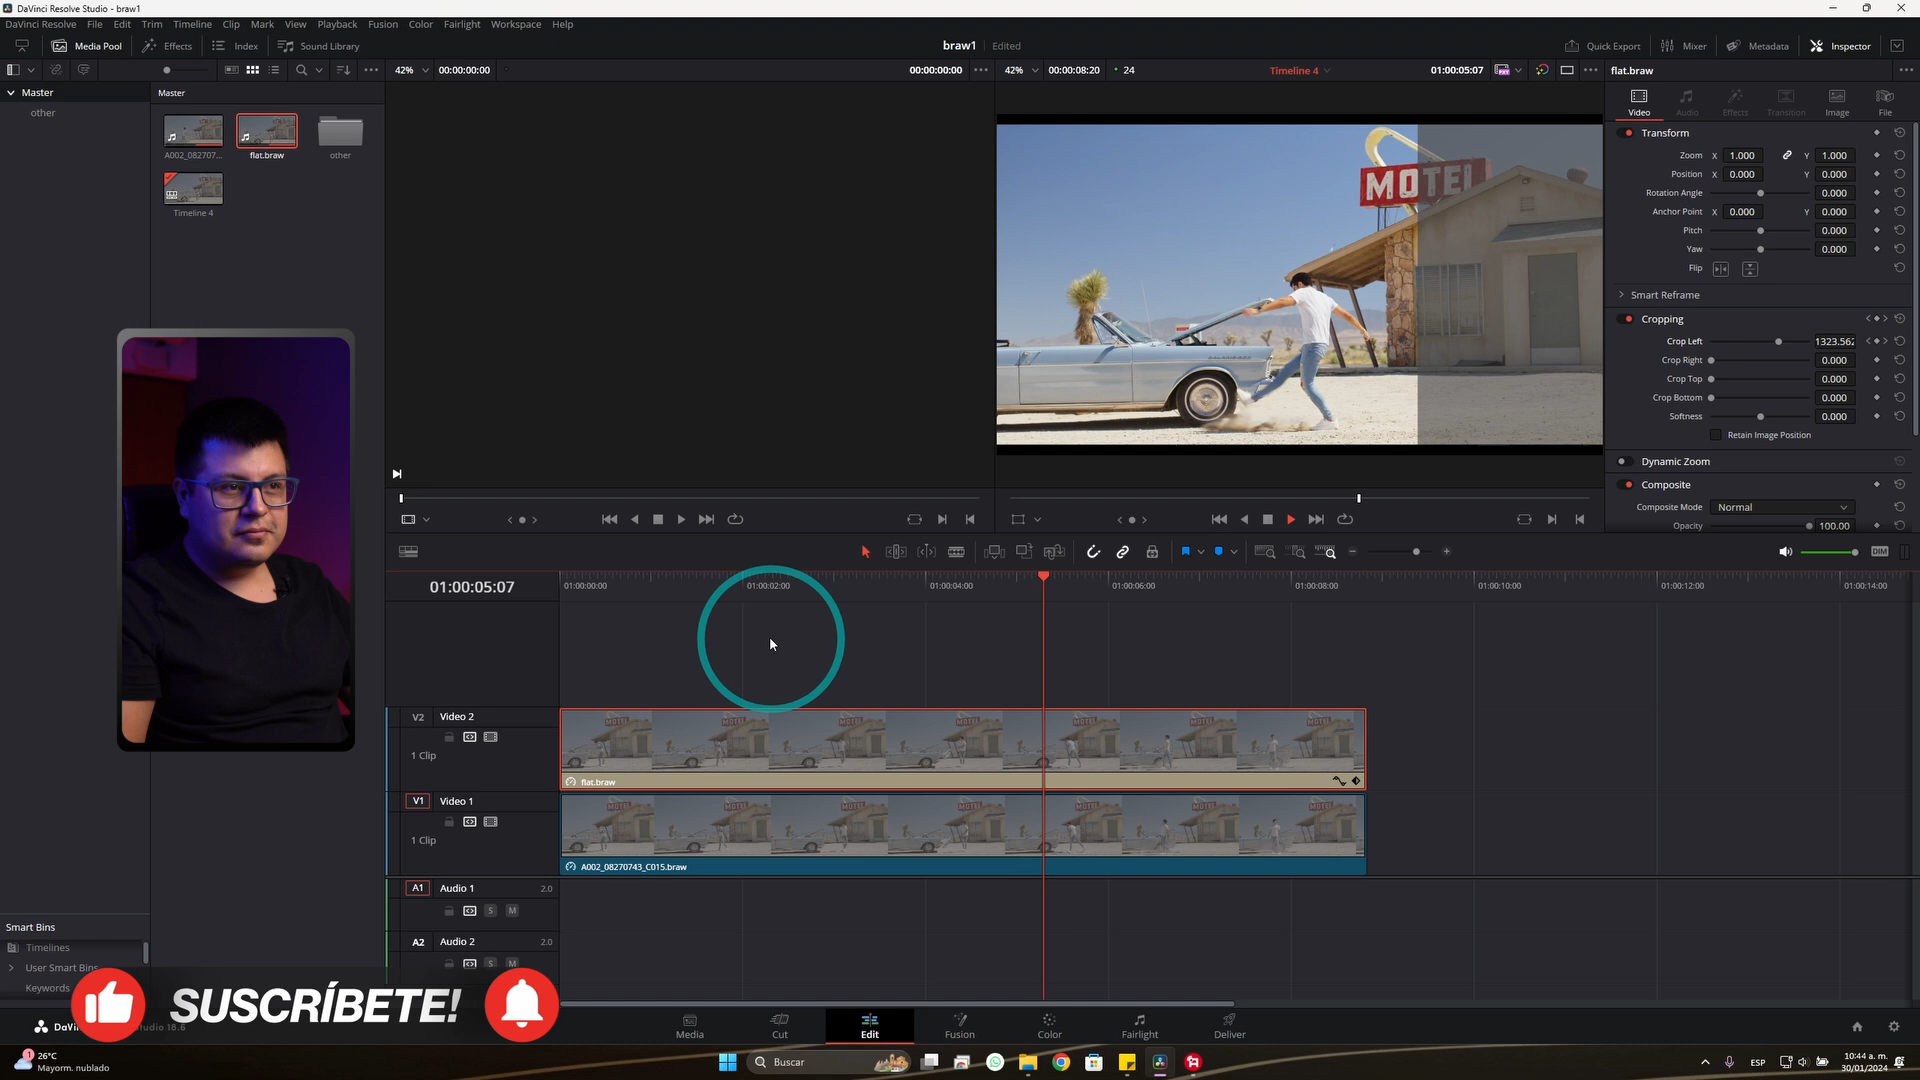 DaVinci Resolve Studio - braw1
DaVinci Resolve File Edit Trim Timeline Clip Mark View Playback Fusion Color Fairlight Workspace Help
Media Pool Effects Index Sound Library braw1 Edited Quick Export Mixer Metadata Inspector
42% 00:00:00:00 00:00:00:00 42% 00:00:08:20 24 Timeline 4 01:00:05:07 flat.braw
Master
other
Master
A002_082707... flat.braw other
Timeline 4
MOTEL
Video Audio Effects Transition Image File
Transform
Zoom X 1.000 Y 1.000
Position X 0.000 Y 0.000
Rotation Angle 0.000
Anchor Point X 0.000 Y 0.000
Pitch 0.000
Yaw 0.000
Flip
Smart Reframe
Cropping
Crop Left 1323.562
Crop Right 0.000
Crop Top 0.000
Crop Bottom 0.000
Softness 0.000
Retain Image Position
Dynamic Zoom
Composite
Composite Mode Normal
Opacity 100.00
DIM
01:00:05:07 01:00:00:00 01:00:02:00 01:00:04:00 01:00:06:00 01:00:08:00 01:00:10:00 01:00:12:00 01:00:14:00
V2 Video 2
1 Clip
flat.braw
V1 Video 1
1 Clip
A002_08270743_C015.braw
A1 Audio 1 2.0
S M
A2 Audio 2 2.0
S M
Smart Bins
Timelines
User Smart Bins
Keywords
SUSCRÍBETE!
Media Cut Edit Fusion Color Fairlight Deliver
1 26°C
Mayorm. nublado
Buscar
ESP
10:44 a. m.
30/01/2024